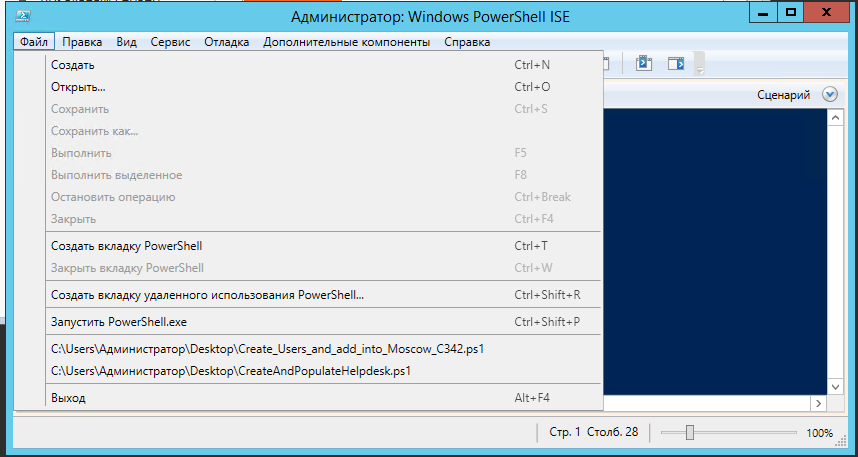 Администратор: Windows PowerShell ISE
Файл Правка Вид Сервис Отладка Дополнительные компоненты Справка
Создать Ctrl+N
Открыть... Ctrl+O
Сохранить Ctrl+S
Сохранить как...
Выполнить F5
Выполнить выделенное F8
Остановить операцию Ctrl+Break
Закрыть Ctrl+F4
Создать вкладку PowerShell Ctrl+T
Закрыть вкладку PowerShell Ctrl+W
Создать вкладку удаленного использования PowerShell... Ctrl+Shift+R
Запустить PowerShell.exe Ctrl+Shift+P
C:\Users\Администратор\Desktop\Create_Users_and_add_into_Moscow_C342.ps1
C:\Users\Администратор\Desktop\CreateAndPopulateHelpdesk.ps1
Выход Alt+F4
Сценарий
Стр. 1 Столб. 28 100%